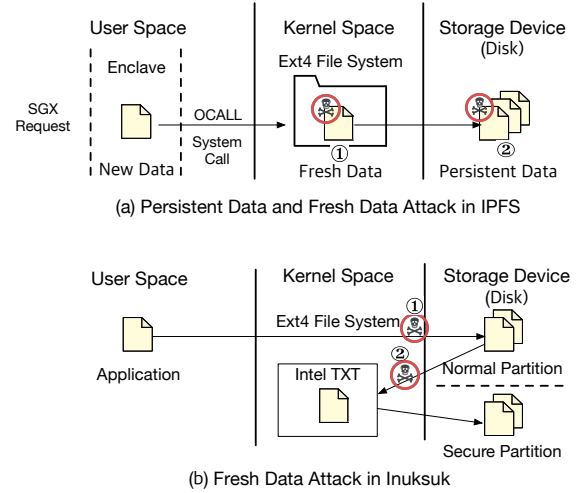 User Space
Kernel Space
Storage Device
(Disk)
Enclave
Ext4 File System
SGX
Request
OCALL
System
Call
①
②
New Data
Fresh Data
Persistent Data
(a) Persistent Data and Fresh Data Attack in IPFS
User Space
Kernel Space
Storage Device
(Disk)
①
Ext4 File System
②
Application
Intel TXT
Normal Partition
Secure Partition
(b) Fresh Data Attack in Inuksuk